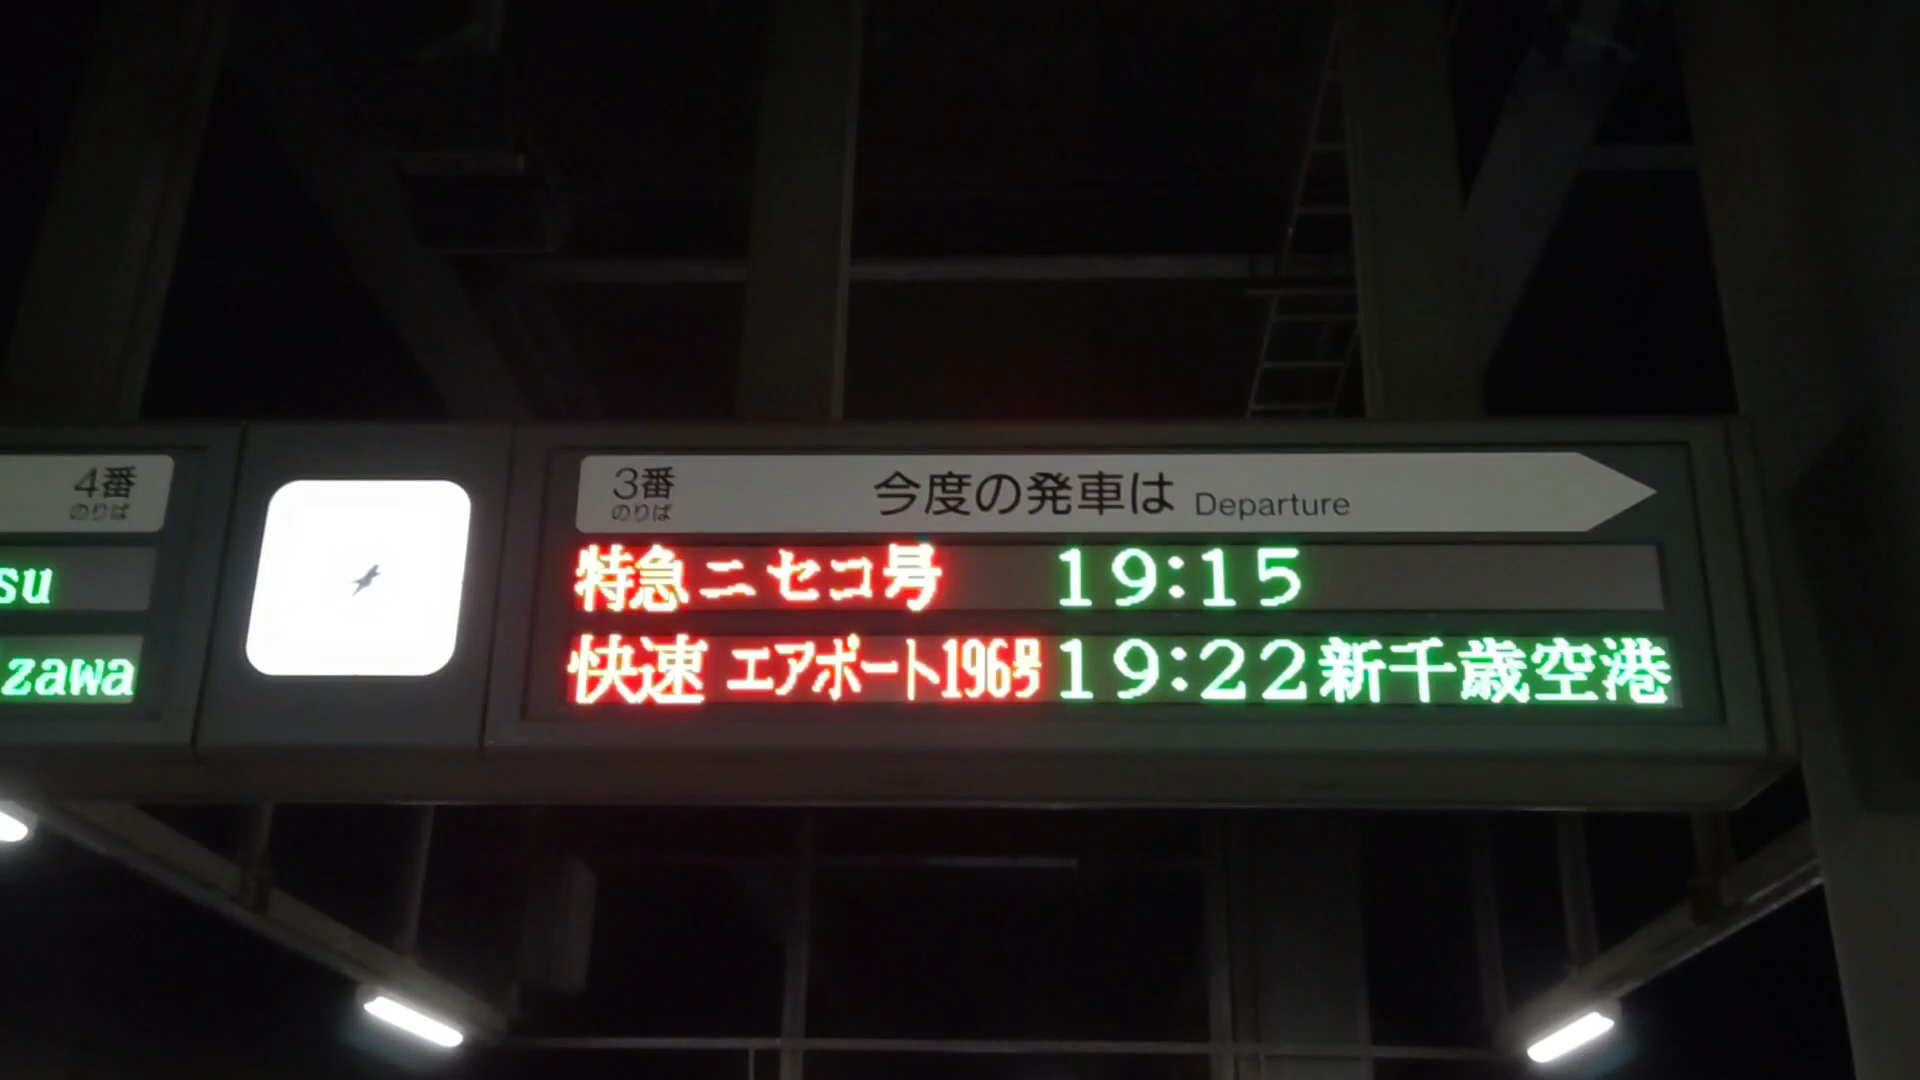 4番
のりば
su
zawa
3番
のりば
今度の発車は Departure
特急ニセコ号 19:15
快速 エアポート196号 19:22 新千歳空港